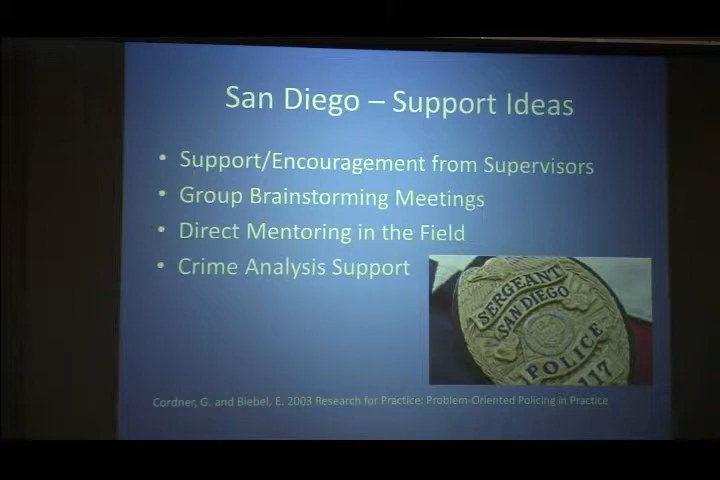 San Diego – Support Ideas
• Support/Encouragement from Supervisors
• Group Brainstorming Meetings
• Direct Mentoring in the Field
• Crime Analysis Support
SERGEANT
SAN DIEGO
POLICE
117
Cordner, G. and Biebel, E. 2003 Research for Practice: Problem-Oriented Policing in Practice